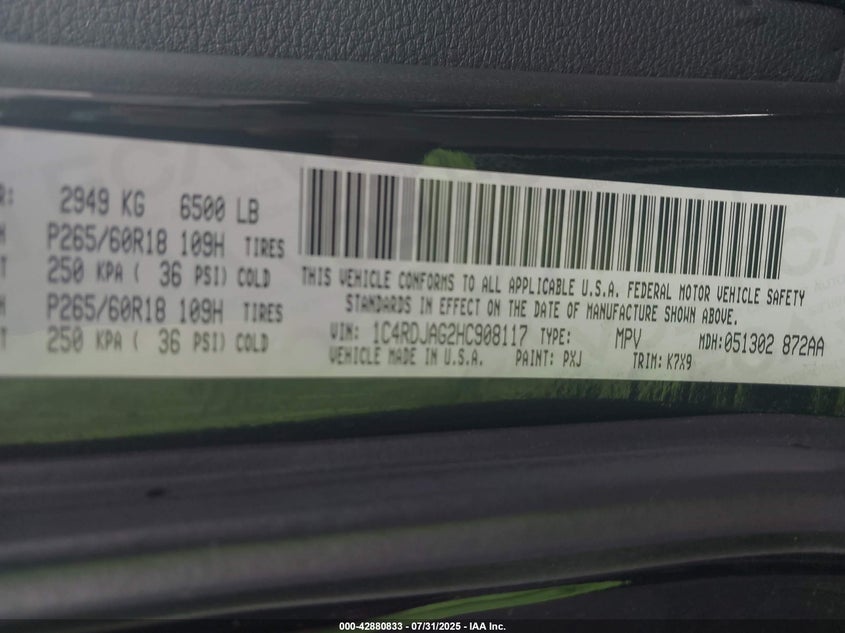 R: 2949 KG 6500 LB
P265/60R18 109H TIRES
250 KPA ( 36 PSI) COLD
P265/60R18 109H TIRES
250 KPA ( 36 PSI) COLD
THIS VEHICLE CONFORMS TO ALL APPLICABLE U.S.A. FEDERAL MOTOR VEHICLE SAFETY
STANDARDS IN EFFECT ON THE DATE OF MANUFACTURE SHOWN ABOVE.
VIN: 1C4RDJAG2HC908117 TYPE: MPV MDH:051302 872AA
VEHICLE MADE IN U.S.A. PAINT: PXJ TRIM: K7X9
000-42880833 - 07/31/2025 - IAA Inc.